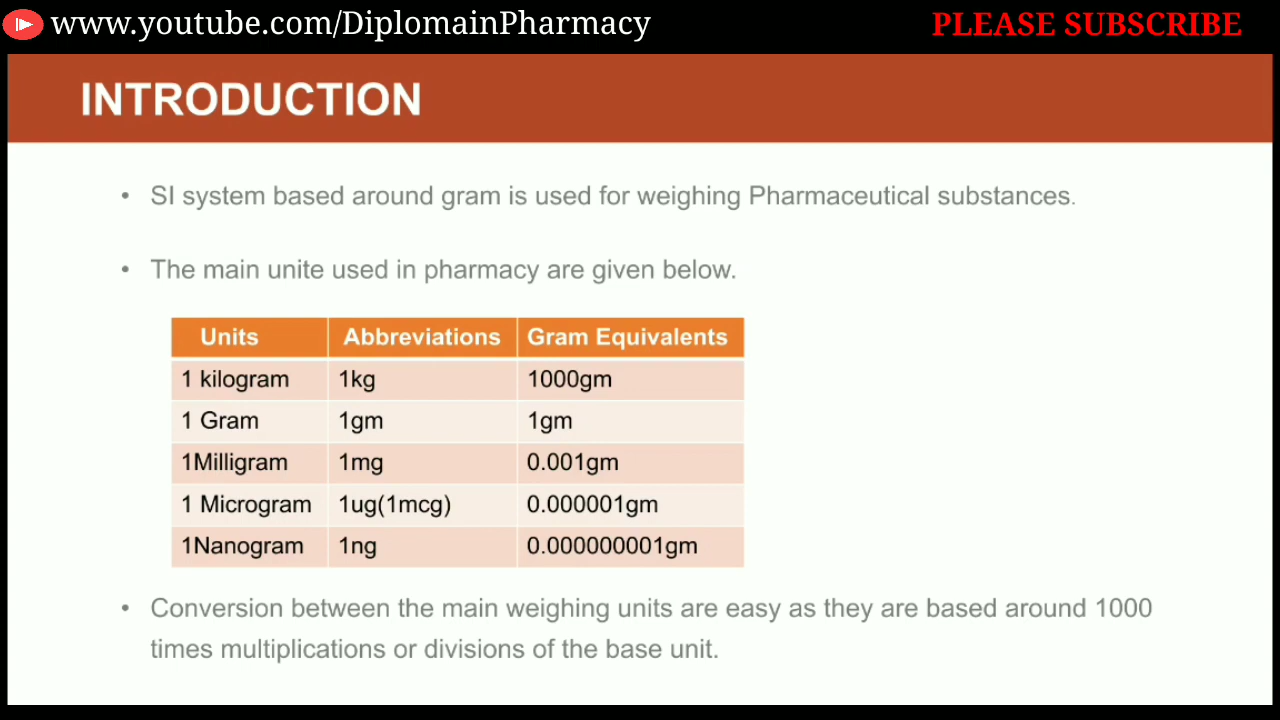 www.youtube.com/DiplomainPharmacy PLEASE SUBSCRIBE
INTRODUCTION
• SI system based around gram is used for weighing Pharmaceutical substances.
• The main unite used in pharmacy are given below.
Units Abbreviations Gram Equivalents
1 kilogram 1kg 1000gm
1 Gram 1gm 1gm
1Milligram 1mg 0.001gm
1 Microgram 1ug(1mcg) 0.000001gm
1Nanogram 1ng 0.000000001gm
• Conversion between the main weighing units are easy as they are based around 1000
times multiplications or divisions of the base unit.